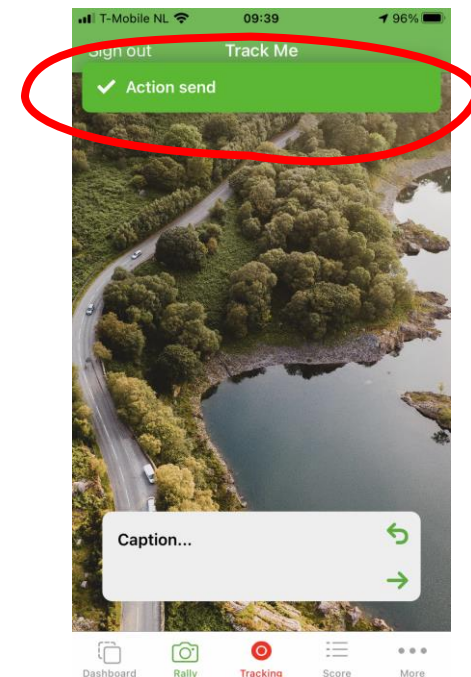 T-Mobile NL 09:39 96%
Sign out Track Me
Action send
Caption...
Dashboard Rally Tracking Score More